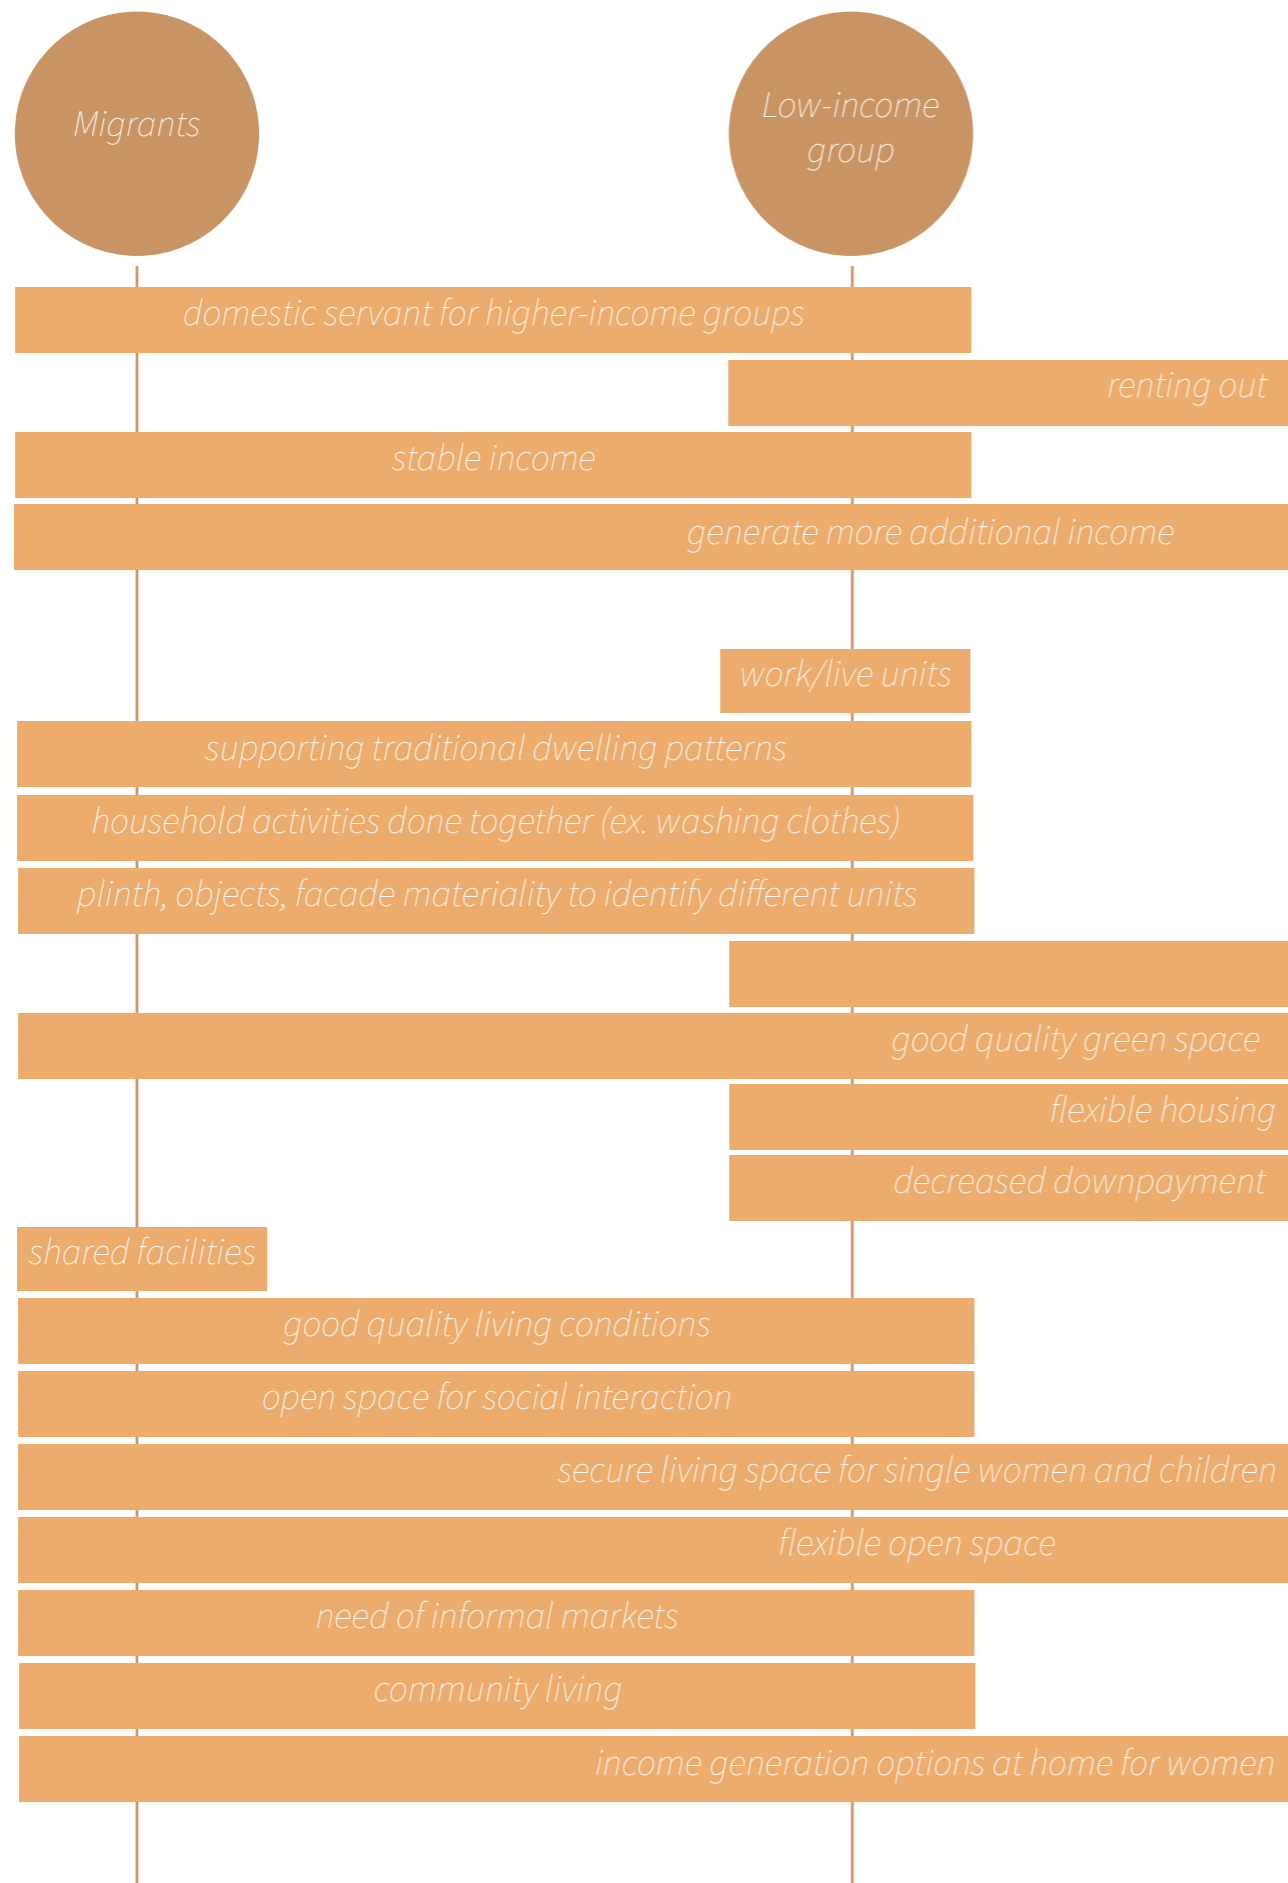 Migrants
Low-income
group
domestic servant for higher-income groups
renting out
stable income
generate more additional income
work/live units
supporting traditional dwelling patterns
household activities done together (ex. washing clothes)
plinth, objects, facade materiality to identify different units
good quality green space
flexible housing
decreased downpayment
shared facilities
good quality living conditions
open space for social interaction
secure living space for single women and children
flexible open space
need of informal markets
community living
income generation options at home for women